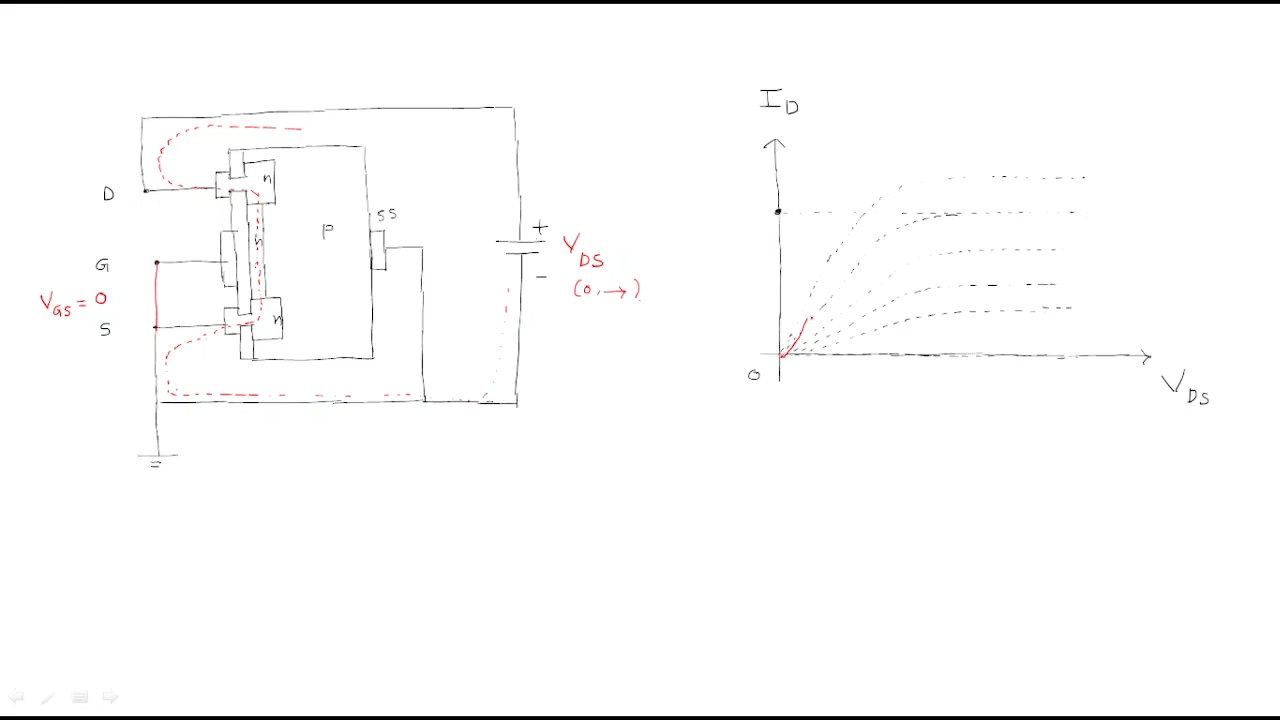 D
G
V_GS = 0
S
n
n
n
P
SS
+
V_DS
-
(0, →)
I_D
0
V_DS